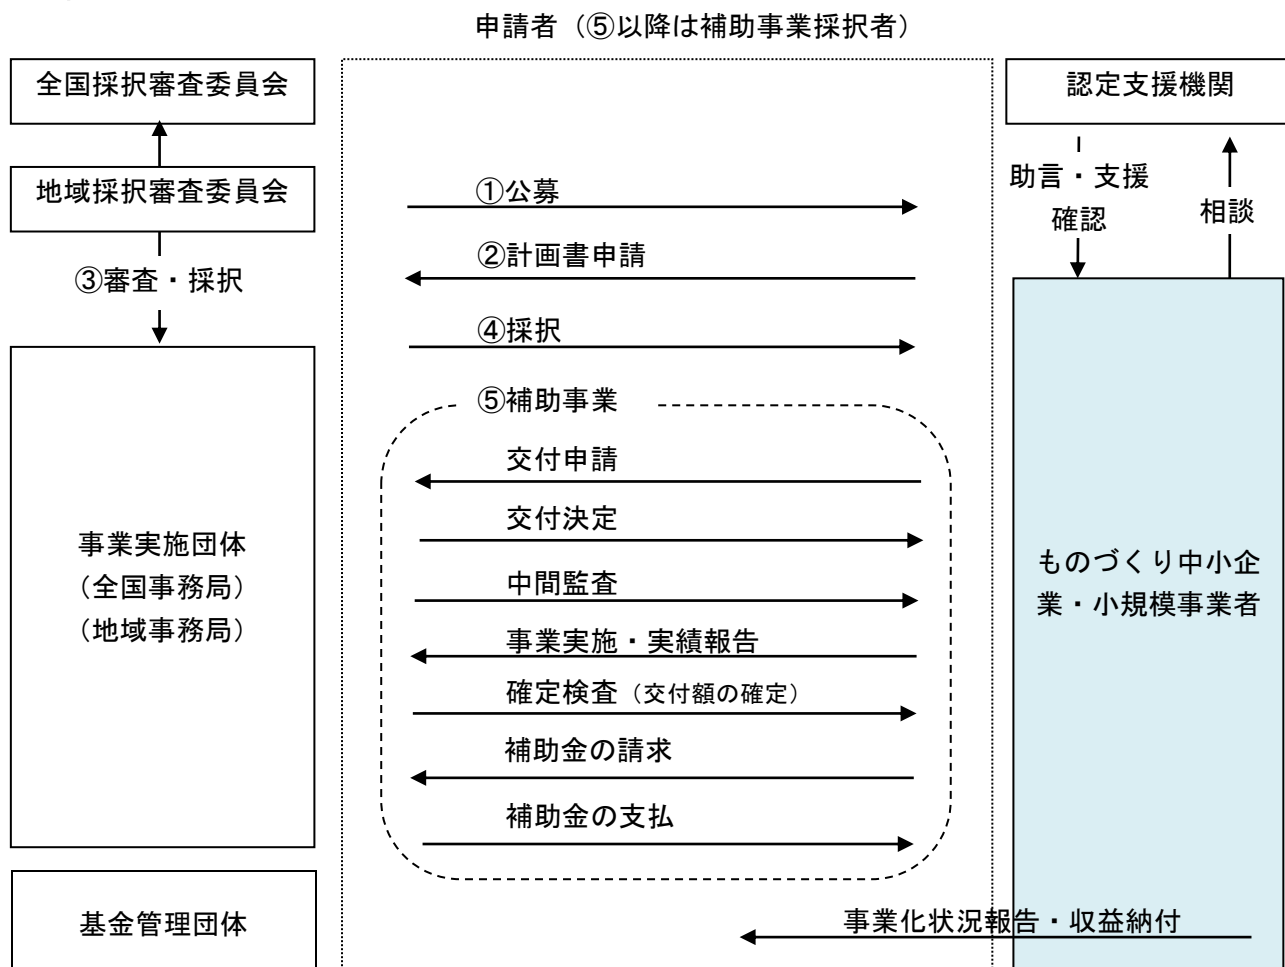 申請者（⑤以降は補助事業採択者）
全国採択審査委員会
認定支援機関
地域採択審査委員会
助言・支援
確認
相談
①公募
②計画書申請
③審査・採択
④採択
⑤補助事業
交付申請
交付決定
中間監査
事業実施・実績報告
確定検査（交付額の確定）
補助金の請求
補助金の支払
事業実施団体
（全国事務局）
（地域事務局）
ものづくり中小企
業・小規模事業者
基金管理団体
事業化状況報告・収益納付